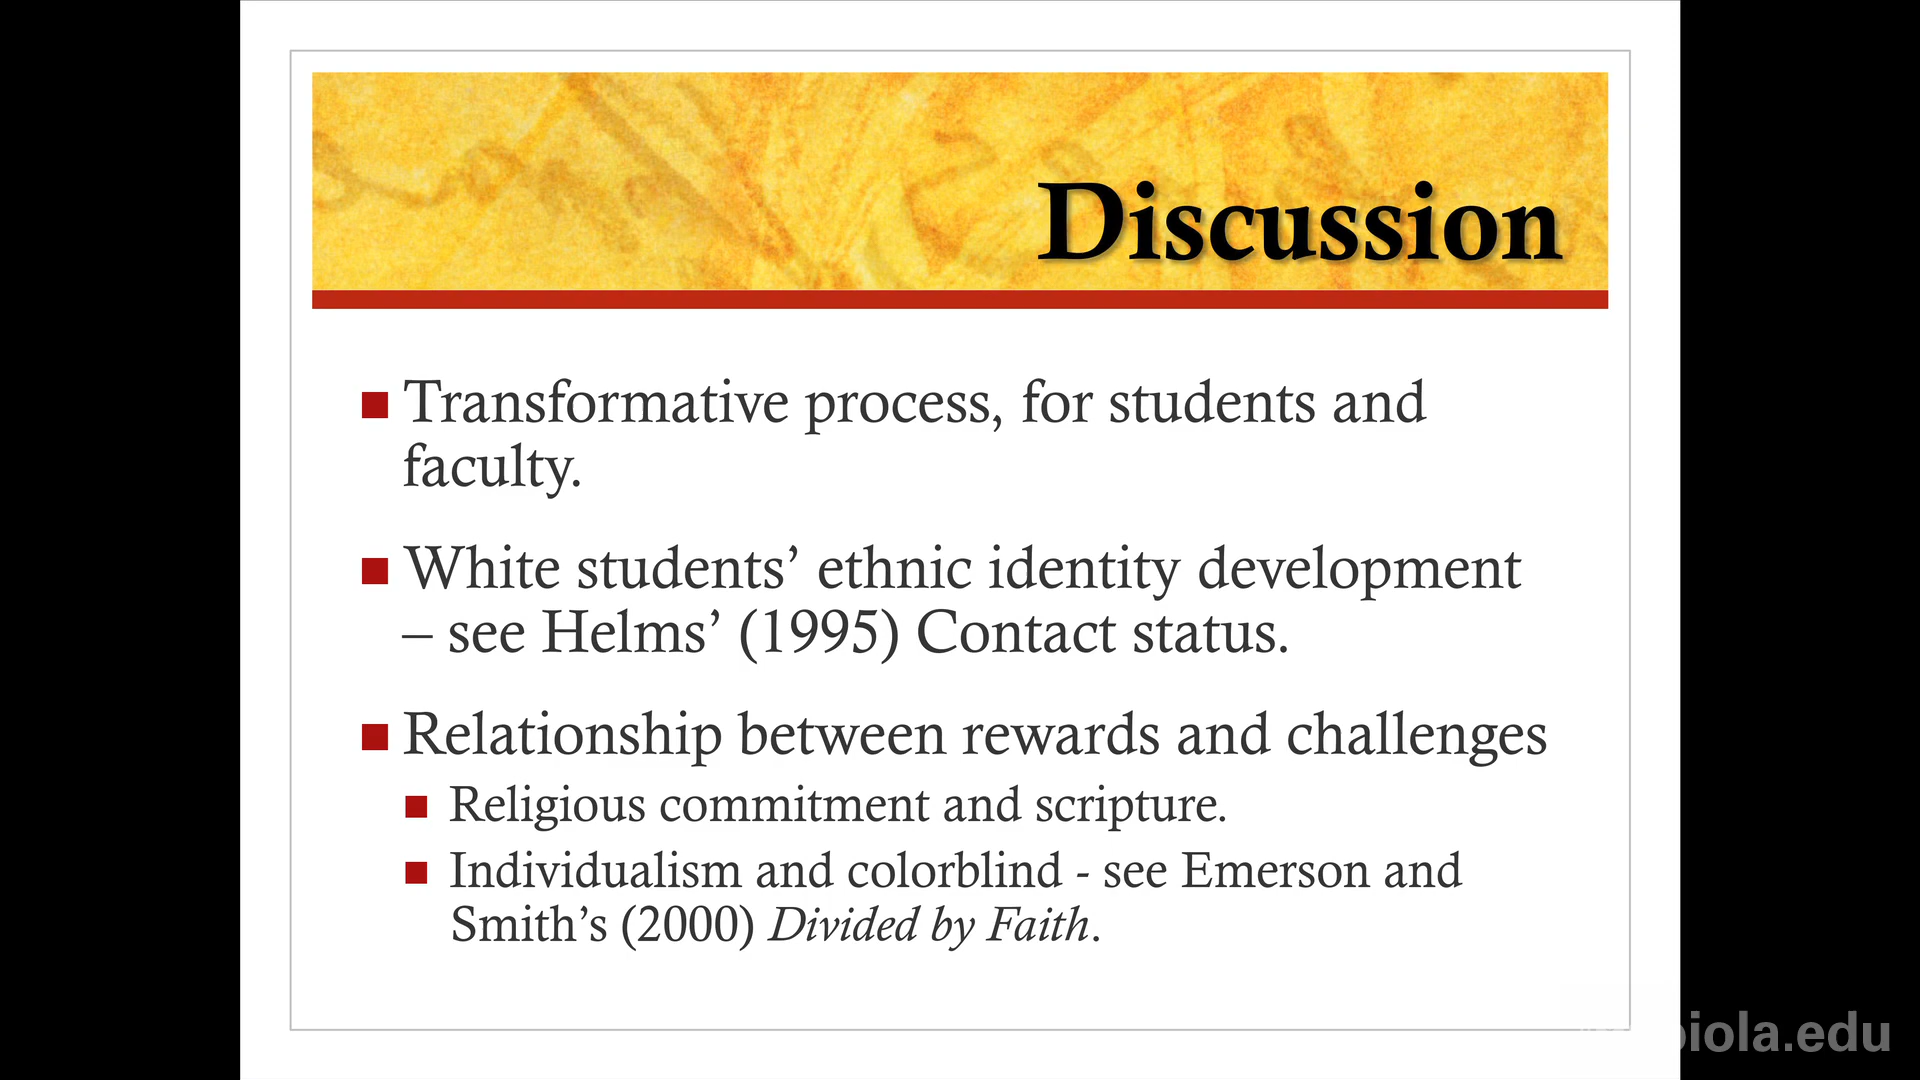 Discussion
Transformative process, for students and
faculty.
White students’ ethnic identity development
– see Helms’ (1995) Contact status.
Relationship between rewards and challenges
Religious commitment and scripture.
Individualism and colorblind - see Emerson and
Smith’s (2000) Divided by Faith.
biola.edu